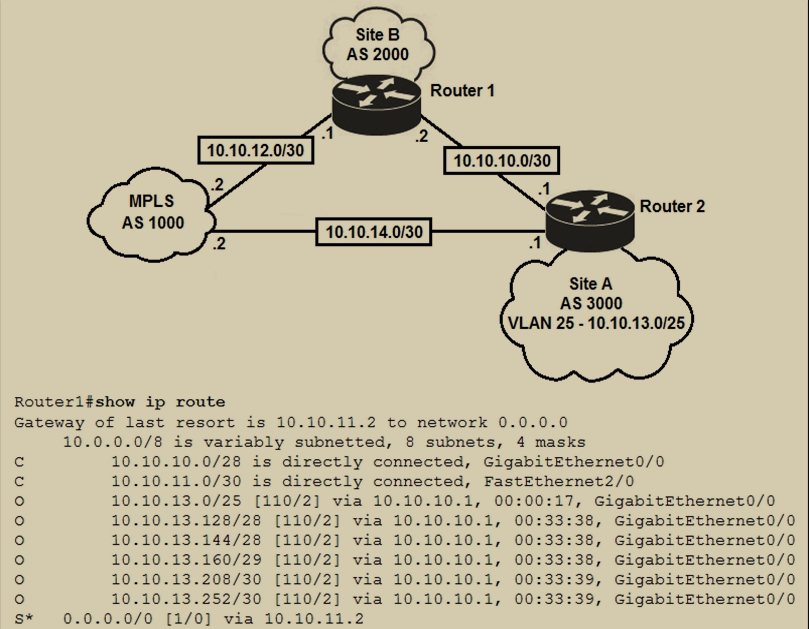 Site B
AS 2000
Router 1
.1
.2
10.10.12.0/30
10.10.10.0/30
.2
.1
MPLS
AS 1000
Router 2
10.10.14.0/30
.2
.1
Site A
AS 3000
VLAN 25 - 10.10.13.0/25
Router1#show ip route
Gateway of last resort is 10.10.11.2 to network 0.0.0.0
10.0.0.0/8 is variably subnetted, 8 subnets, 4 masks
C 10.10.10.0/28 is directly connected, GigabitEthernet0/0
C 10.10.11.0/30 is directly connected, FastEthernet2/0
O 10.10.13.0/25 [110/2] via 10.10.10.1, 00:00:17, GigabitEthernet0/0
O 10.10.13.128/28 [110/2] via 10.10.10.1, 00:33:38, GigabitEthernet0/0
O 10.10.13.144/28 [110/2] via 10.10.10.1, 00:33:38, GigabitEthernet0/0
O 10.10.13.160/29 [110/2] via 10.10.10.1, 00:33:38, GigabitEthernet0/0
O 10.10.13.208/30 [110/2] via 10.10.10.1, 00:33:39, GigabitEthernet0/0
O 10.10.13.252/30 [110/2] via 10.10.10.1, 00:33:39, GigabitEthernet0/0
S* 0.0.0.0/0 [1/0] via 10.10.11.2